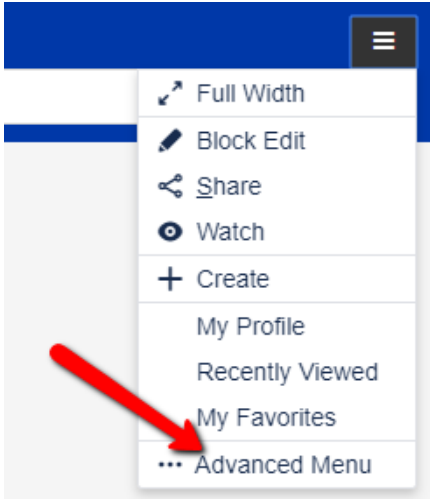 Full Width
Block Edit
Share
Watch
Create
My Profile
Recently Viewed
My Favorites
Advanced Menu